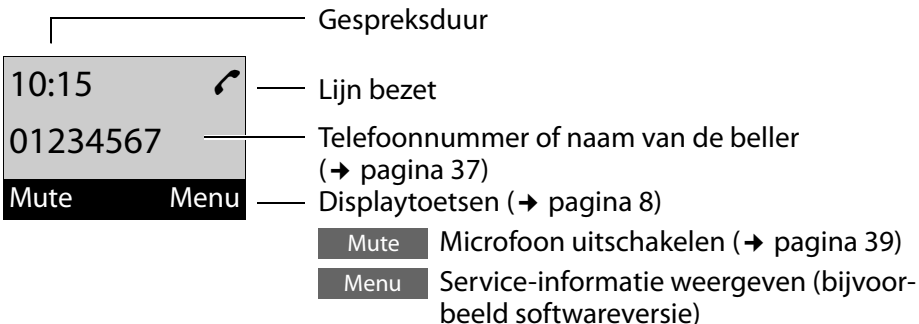 Gespreksduur
10:15
Lijn bezet
01234567
Telefoonnummer of naam van de beller
(➔ pagina 37)
Mute Menu
Displaytoetsen (➔ pagina 8)
Mute Microfoon uitschakelen (➔ pagina 39)
Menu Service-informatie weergeven (bijvoor-
beeld softwareversie)